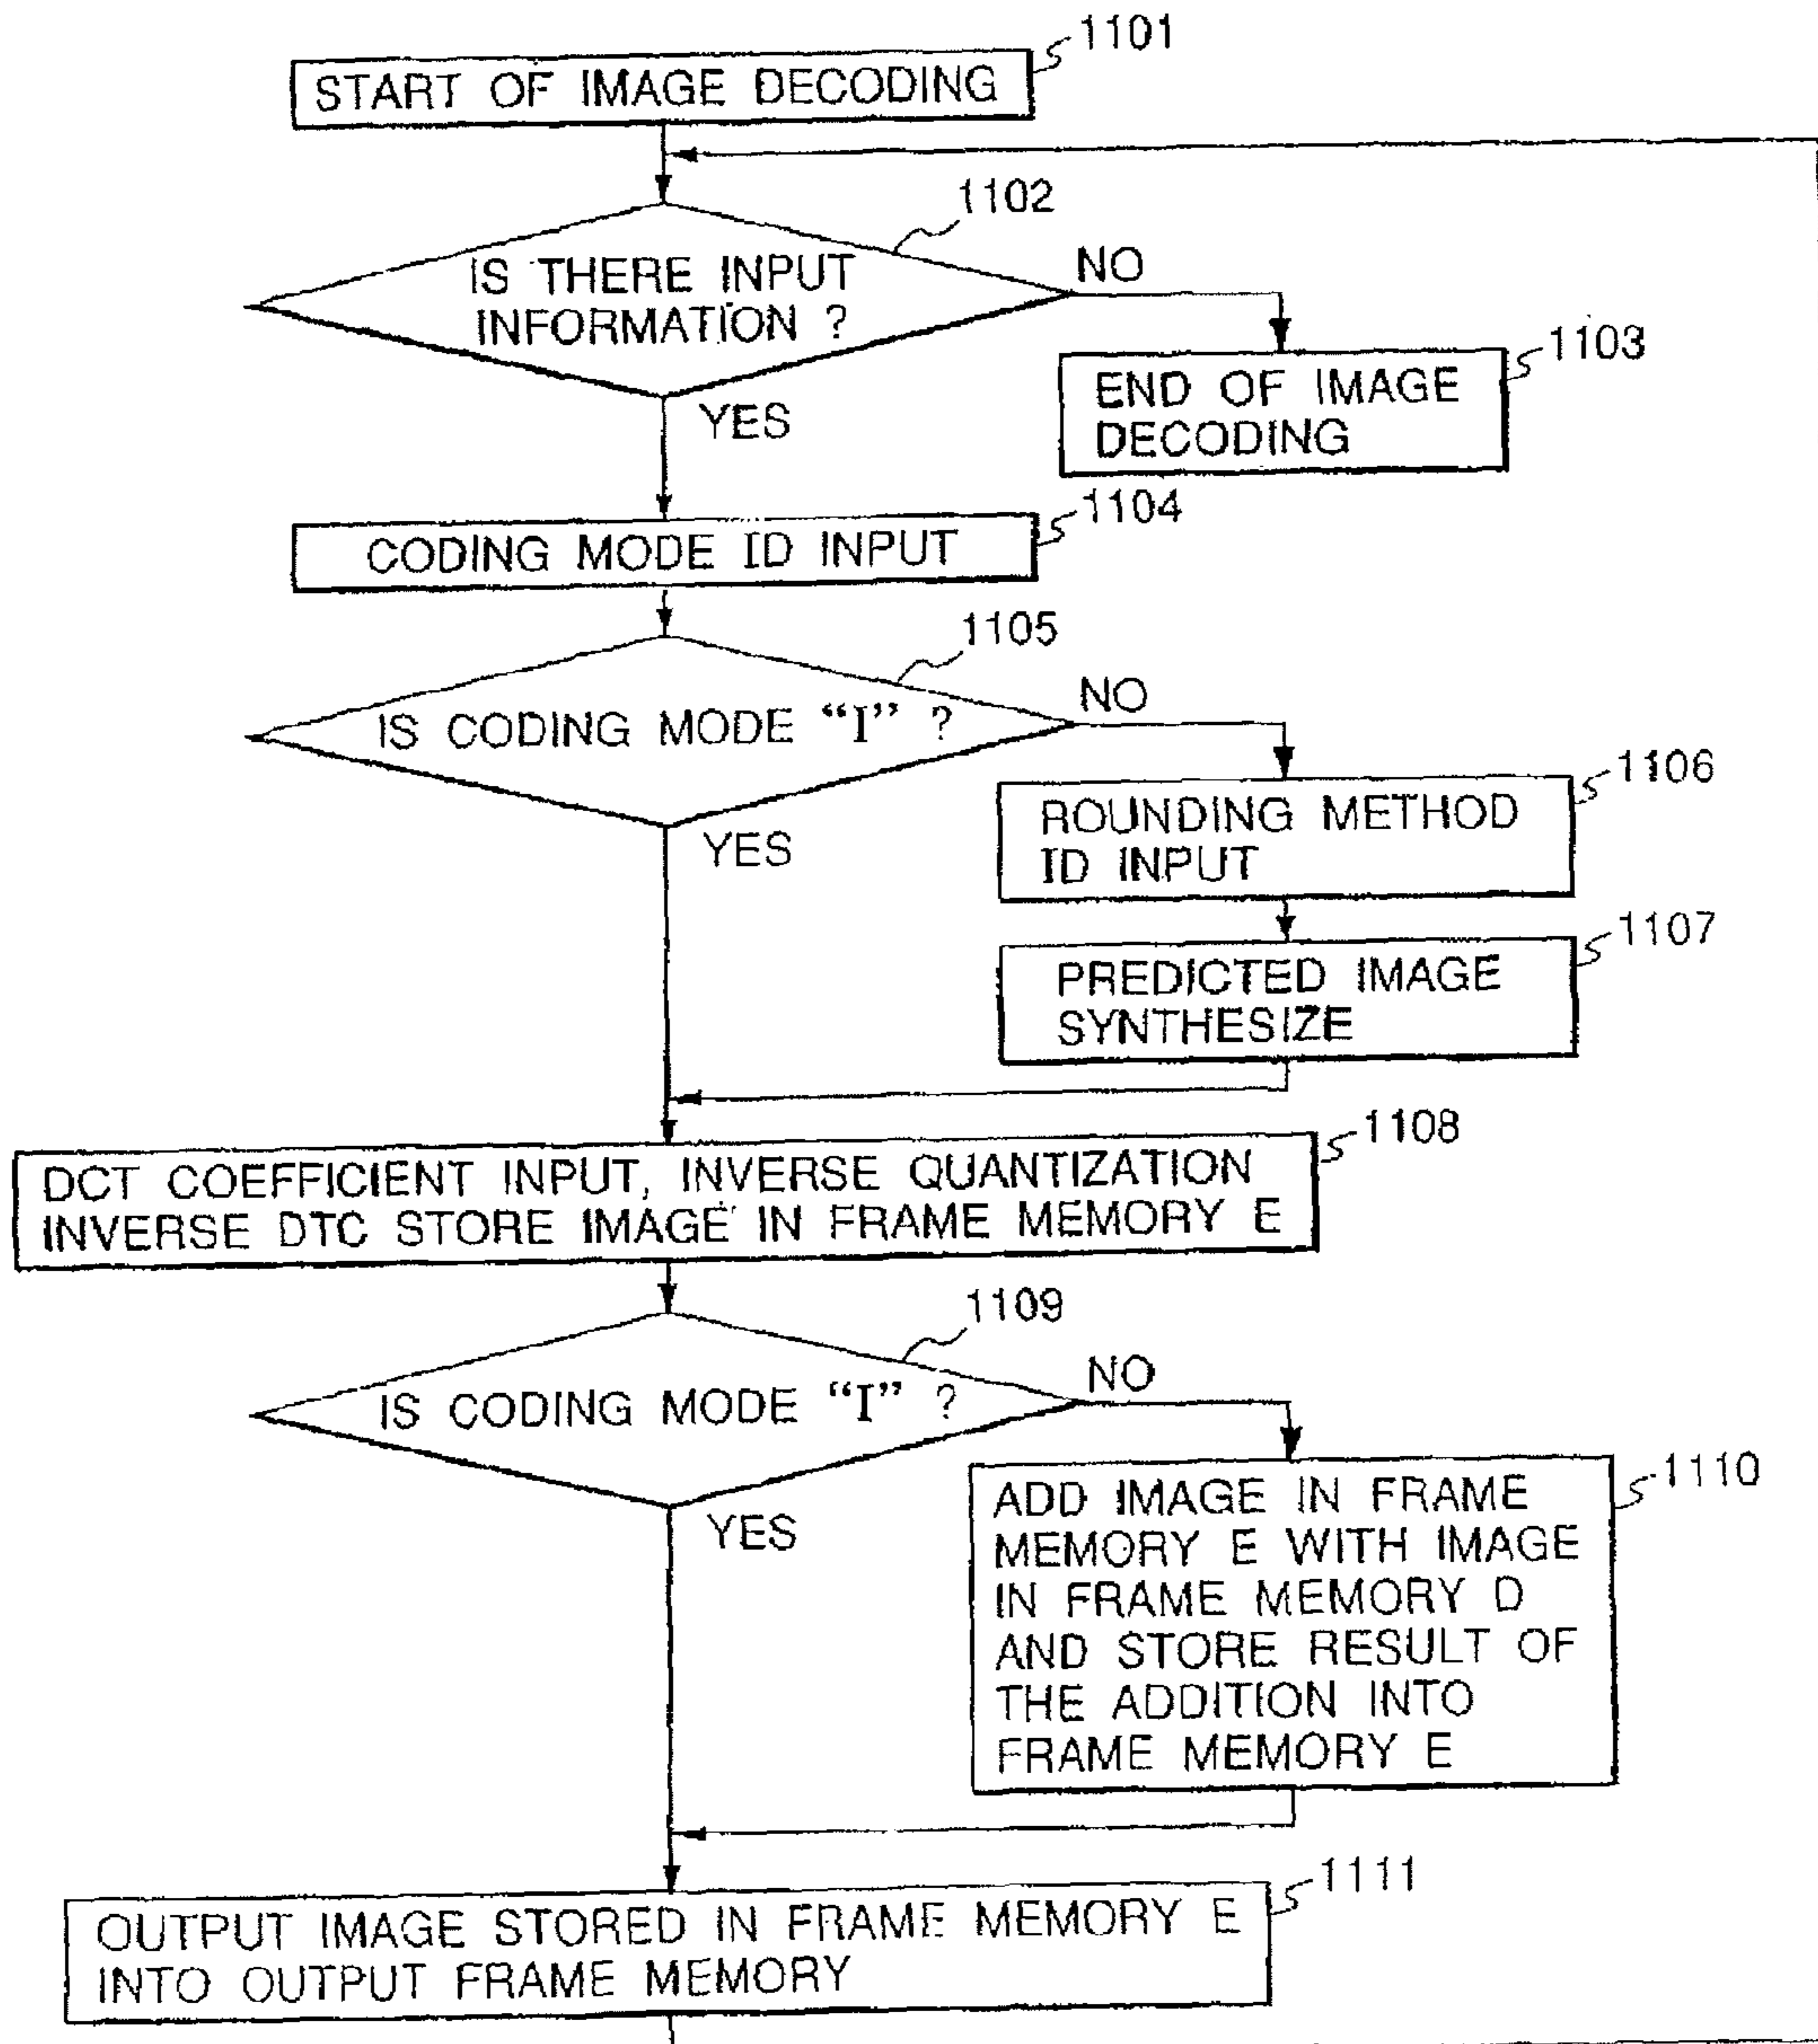 1101
START OF IMAGE DECODING
1102
IS THERE INPUT
INFORMATION ?
NO
YES
1103
END OF IMAGE
DECODING
1104
CODING MODE ID INPUT
1105
IS CODING MODE “I” ?
NO
YES
1106
ROUNDING METHOD
ID INPUT
1107
PREDICTED IMAGE
SYNTHESIZE
1108
DCT COEFFICIENT INPUT, INVERSE QUANTIZATION
INVERSE DTC STORE IMAGE IN FRAME MEMORY E
1109
IS CODING MODE “I” ?
NO
YES
1110
ADD IMAGE IN FRAME
MEMORY E WITH IMAGE
IN FRAME MEMORY D
AND STORE RESULT OF
THE ADDITION INTO
FRAME MEMORY E
1111
OUTPUT IMAGE STORED IN FRAME MEMORY E
INTO OUTPUT FRAME MEMORY